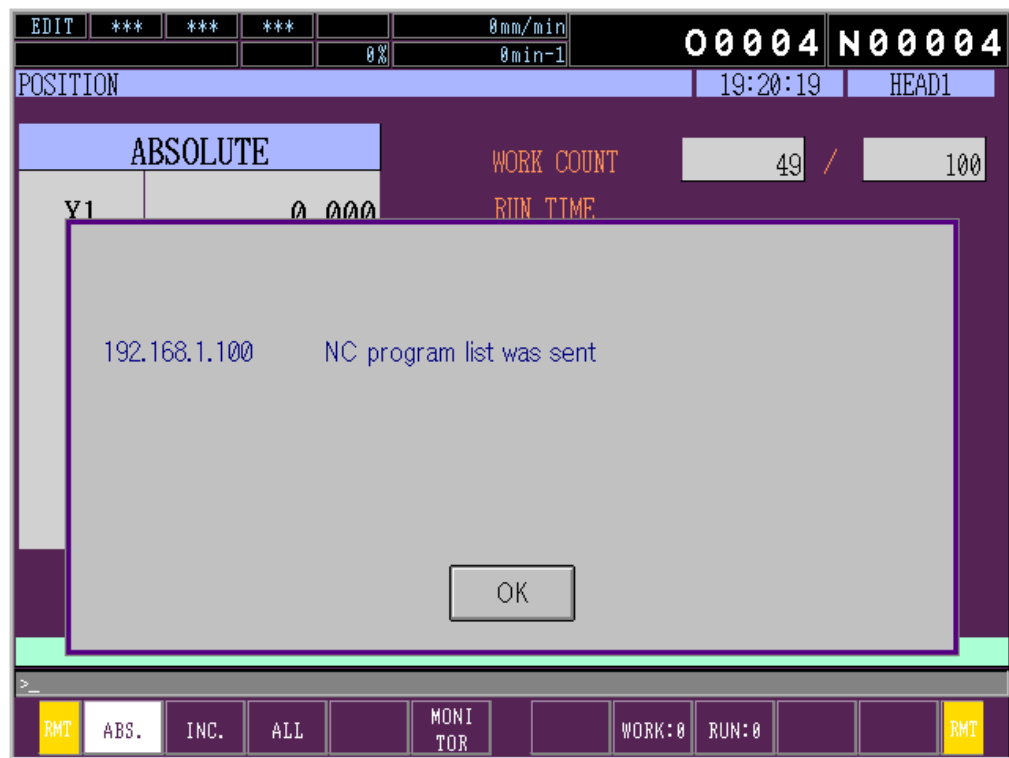 EDIT *** *** *** 0mm/min
0% 0min-1
O0004 N00004
POSITION 19:20:19 HEAD1
ABSOLUTE
WORK COUNT 49 / 100
X1 0.000
RUN TIME
192.168.1.100 NC program list was sent
OK
>_
RMT ABS. INC. ALL MONI TOR WORK:0 RUN:0 RMT